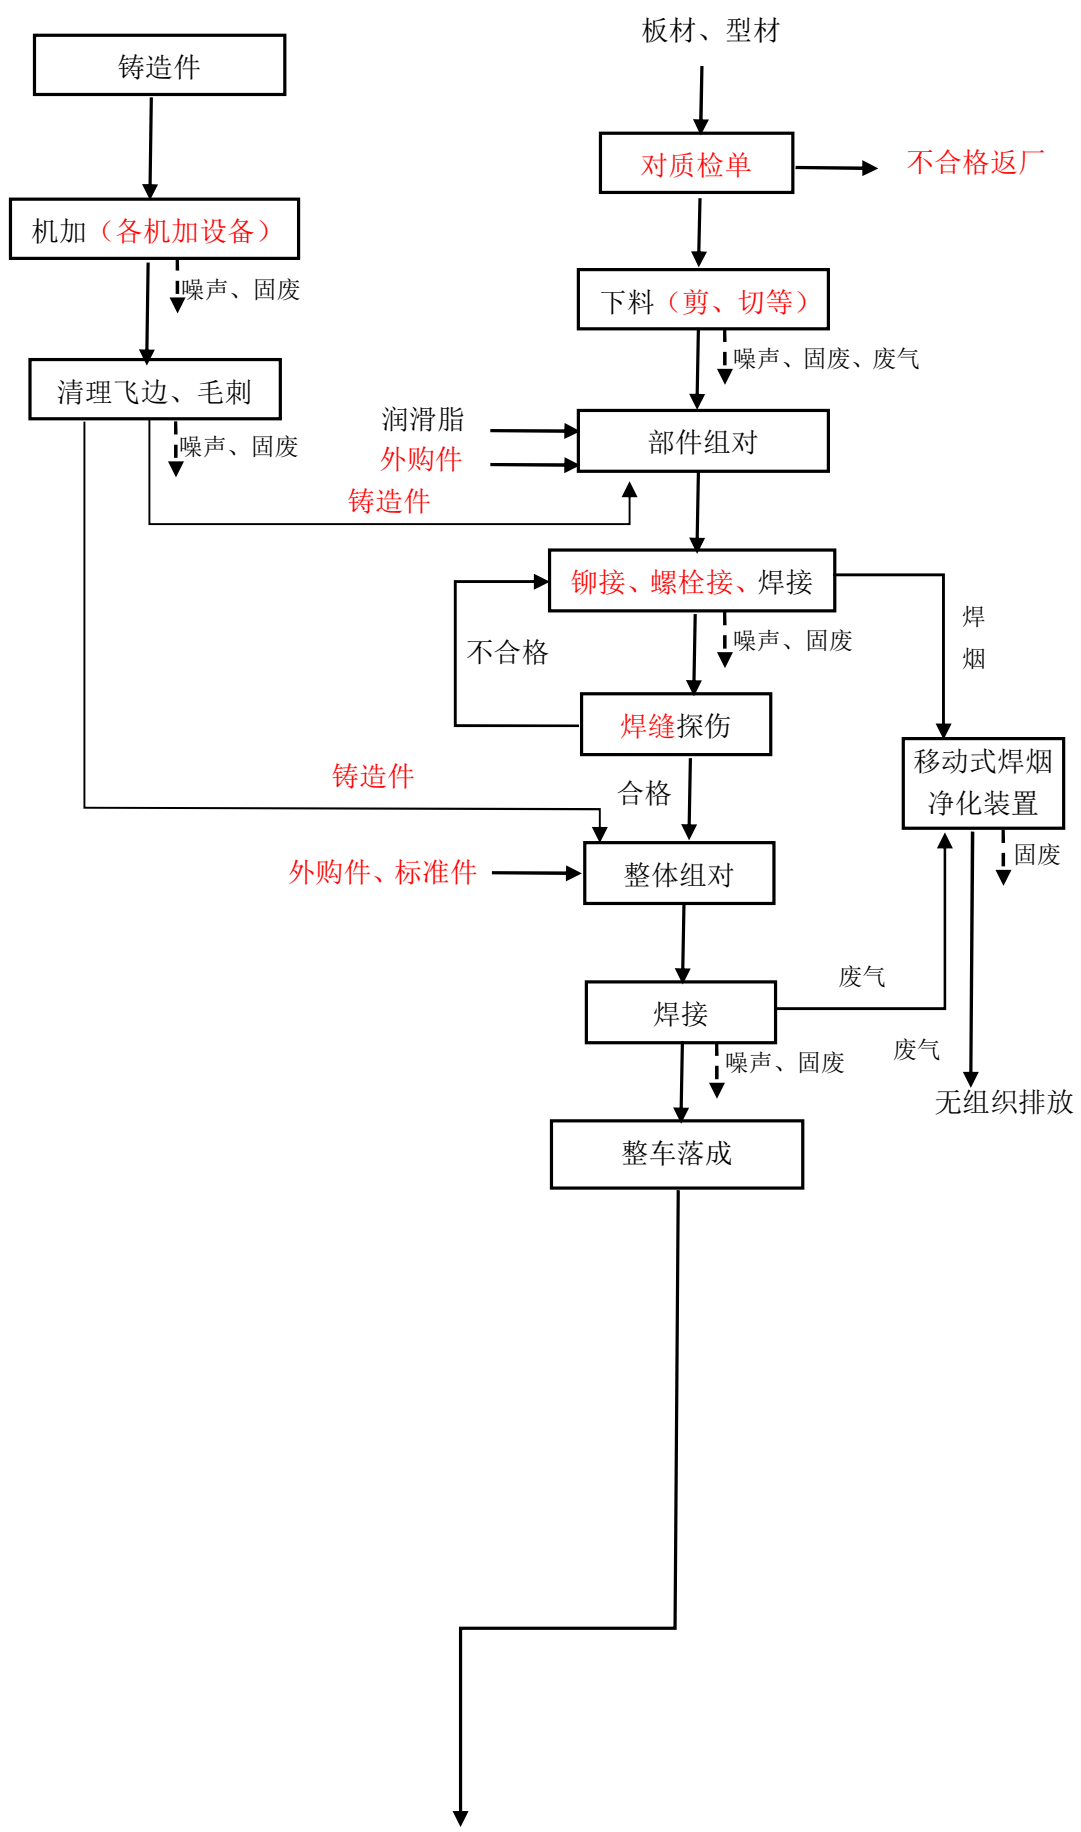 板材、型材
铸造件
对质检单
不合格返厂
机加（各机加设备）
噪声、固废
下料（剪、切等）
噪声、固废、废气
清理飞边、毛刺
噪声、固废
润滑脂
外购件
部件组对
铸造件
铆接、螺栓接、焊接
噪声、固废
焊
烟
不合格
焊缝探伤
移动式焊烟
净化装置
固废
铸造件
合格
外购件、标准件
整体组对
废气
焊接
噪声、固废
废气
无组织排放
整车落成